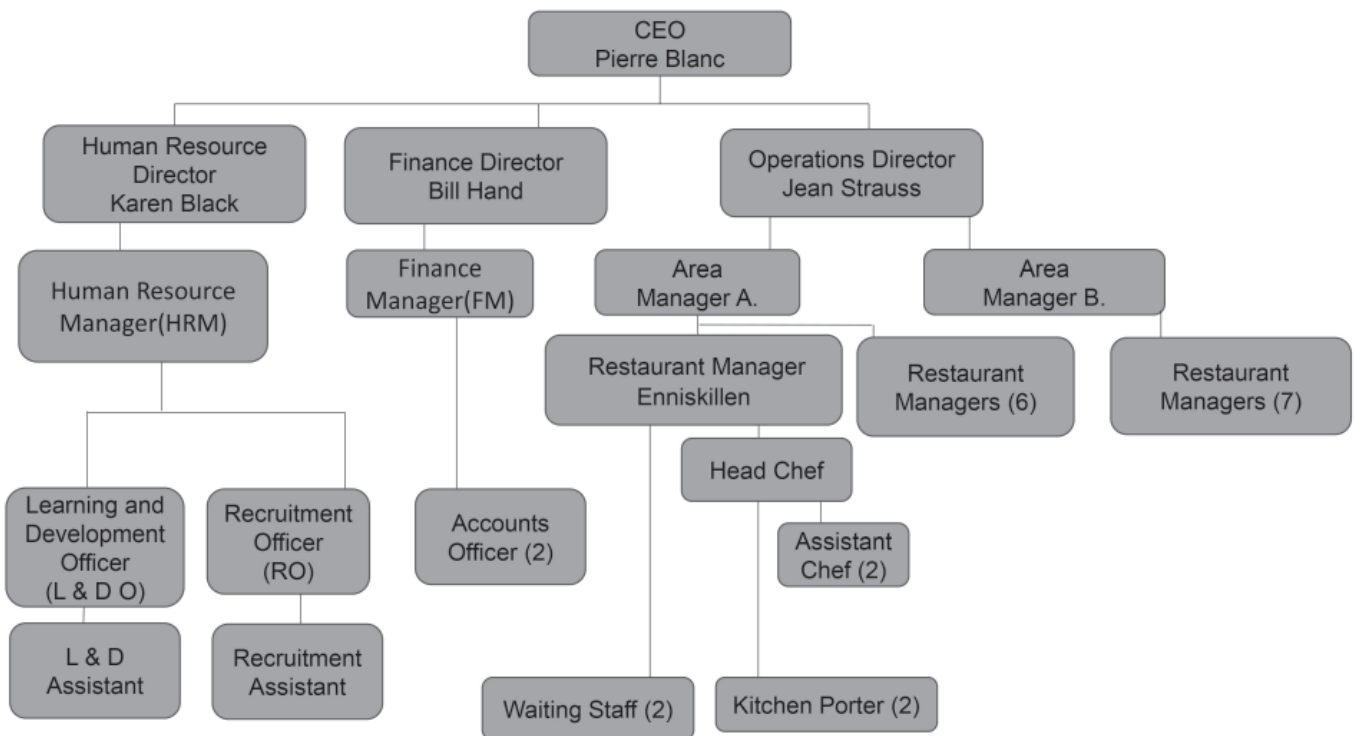 CEO
Pierre Blanc
Human Resource
Director
Karen Black
Finance Director
Bill Hand
Operations Director
Jean Strauss
Human Resource
Manager(HRM)
Finance
Manager(FM)
Area
Manager A.
Area
Manager B.
Restaurant Manager
Enniskillen
Restaurant
Managers (6)
Restaurant
Managers (7)
Head Chef
Learning and
Development
Officer
(L & D O)
Recruitment
Officer
(RO)
Accounts
Officer (2)
Assistant
Chef (2)
L & D
Assistant
Recruitment
Assistant
Waiting Staff (2)
Kitchen Porter (2)